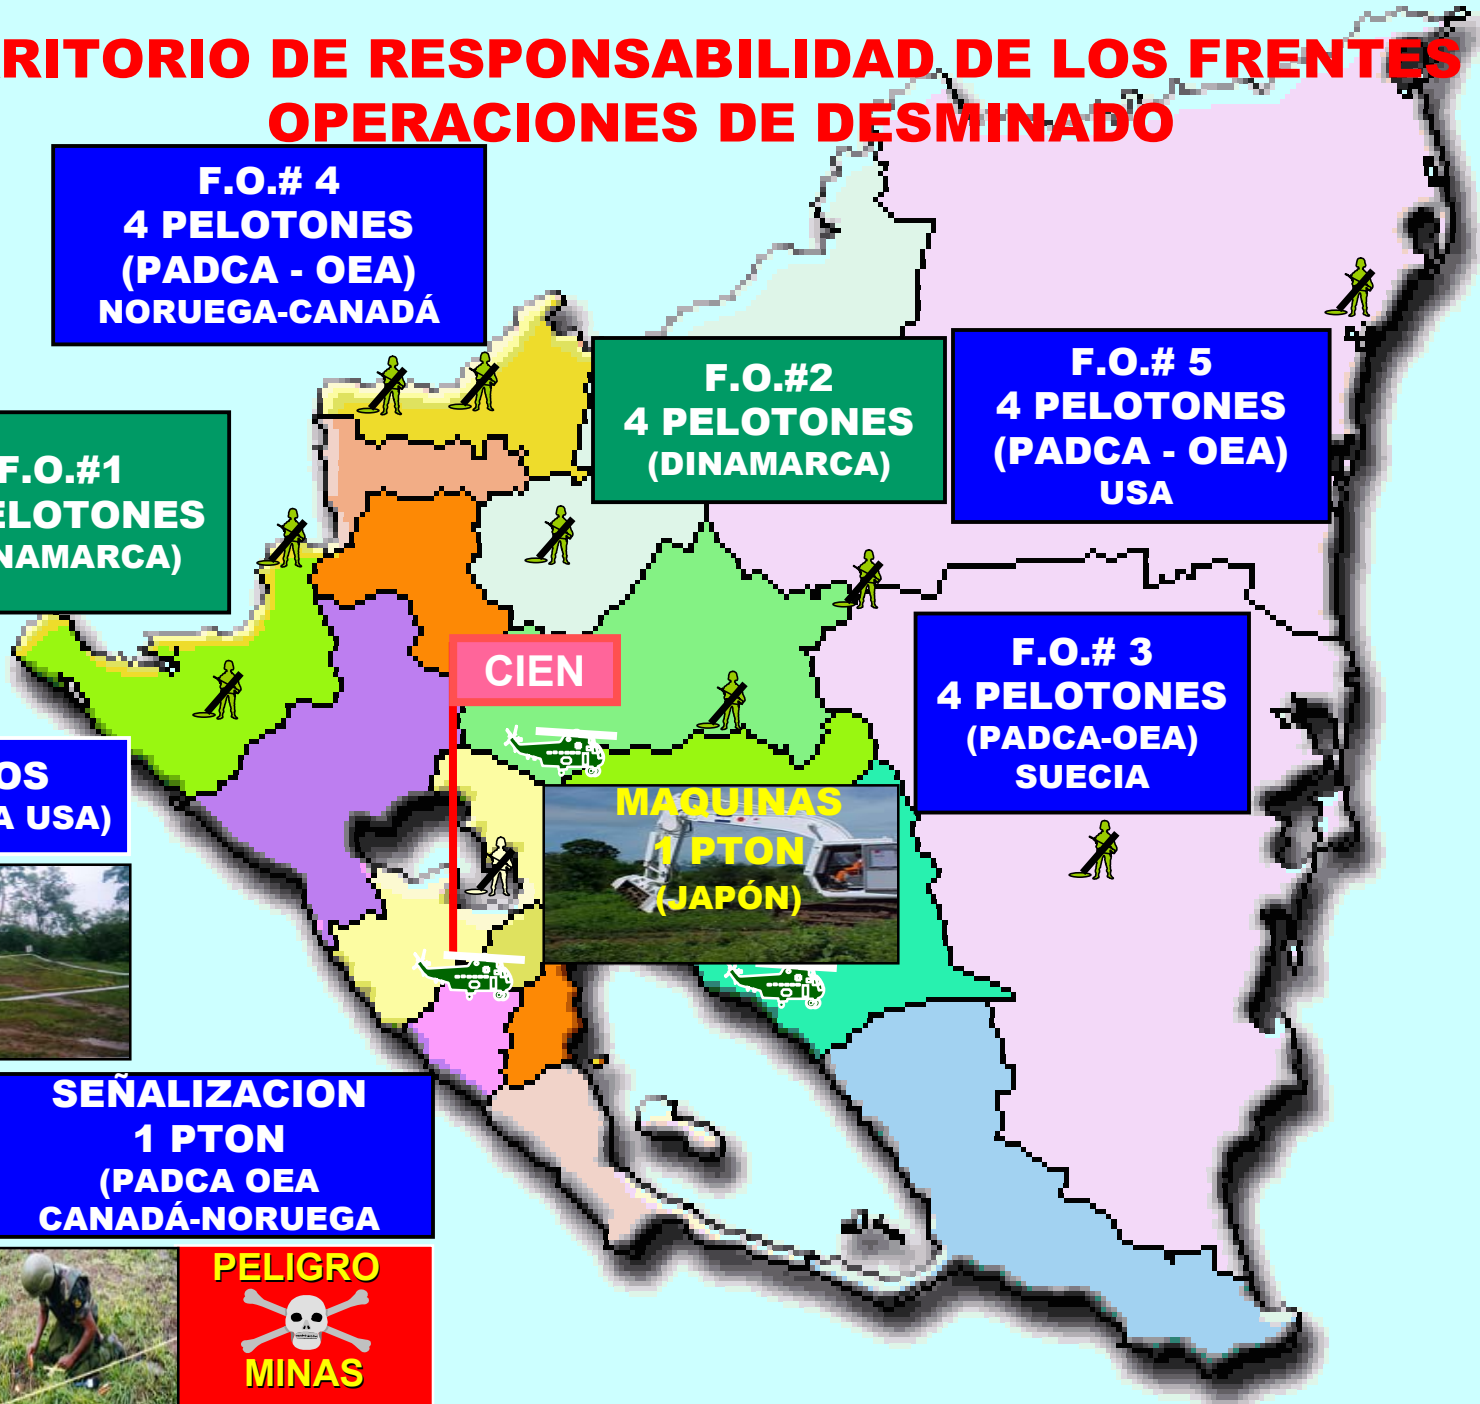 RITORIO DE RESPONSABILIDAD DE LOS FRENTES
OPERACIONES DE DESMINADO
F.O.# 4
4 PELOTONES
(PADCA - OEA)
NORUEGA-CANADÁ
F.O.#2
4 PELOTONES
(DINAMARCA)
F.O.# 5
4 PELOTONES
(PADCA - OEA)
USA
F.O.#1
ELOTONES
NAMARCA)
CIEN
F.O.# 3
4 PELOTONES
(PADCA-OEA)
SUECIA
OS
A USA)
MAQUINAS
1 PTON
(JAPÓN)
SEÑALIZACION
1 PTON
(PADCA OEA
CANADÁ-NORUEGA
PELIGRO
MINAS